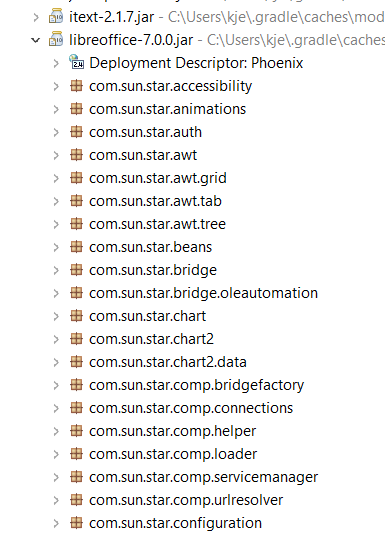 itext-2.1.7.jar - C:\Users\kje\.gradle\caches\mod
libreoffice-7.0.0.jar - C:\Users\kje\.gradle\caches
Deployment Descriptor: Phoenix
com.sun.star.accessibility
com.sun.star.animations
com.sun.star.auth
com.sun.star.awt
com.sun.star.awt.grid
com.sun.star.awt.tab
com.sun.star.awt.tree
com.sun.star.beans
com.sun.star.bridge
com.sun.star.bridge.oleautomation
com.sun.star.chart
com.sun.star.chart2
com.sun.star.chart2.data
com.sun.star.comp.bridgefactory
com.sun.star.comp.connections
com.sun.star.comp.helper
com.sun.star.comp.loader
com.sun.star.comp.servicemanager
com.sun.star.comp.urlresolver
com.sun.star.configuration